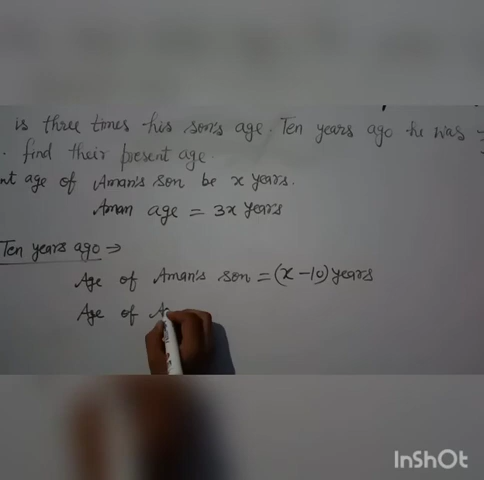 is three times his son's age. Ten years ago he was
. find their present age.
nt age of Aman's son be x years.
Aman age = 3x years
Ten years ago →
Age of Aman's son = (x - 10) years
Age of A
InShOt